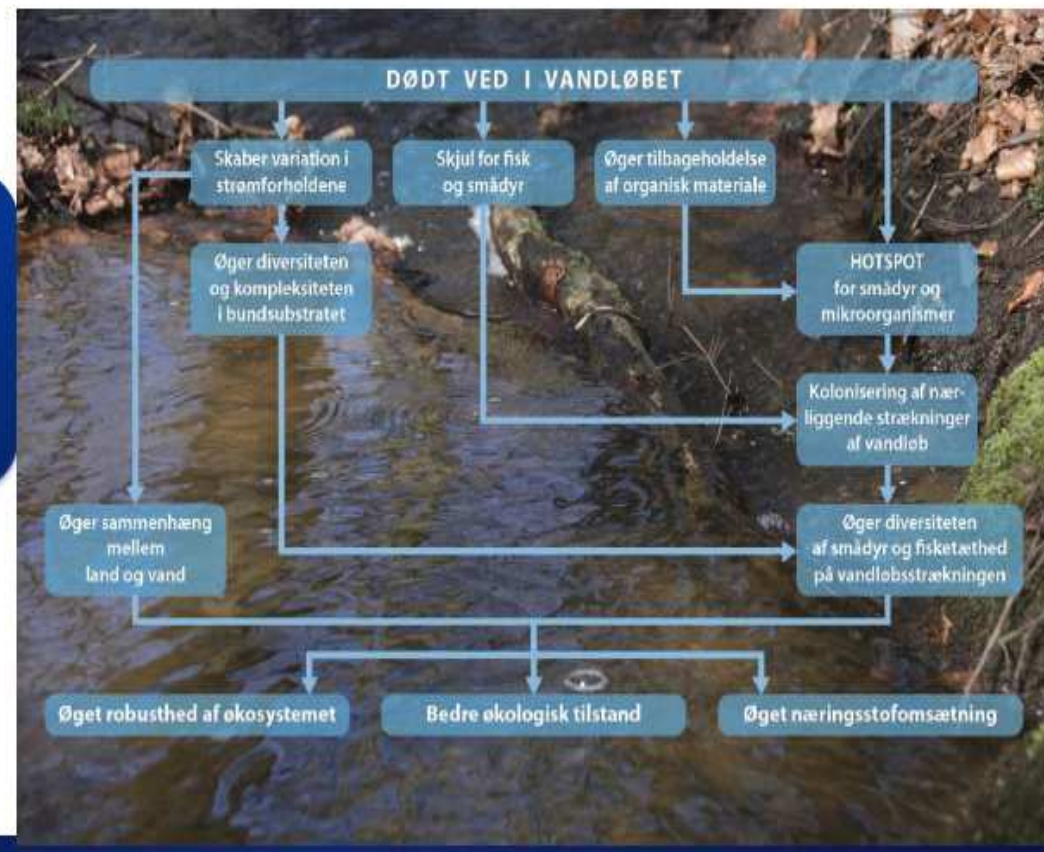 DØDT VED I VANDLØBET
Skaber variation i
strømforholdene
Skjul for fisk
og smådyr
Øger tilbageholdelse
af organisk materiale
Øger diversiteten
og kompleksiteten
i bundsubstratet
HOTSPOT
for smådyr og
mikroorganismer
Kolonisering af nær-
liggende strækninger
af vandløb
Øger sammenhæng
mellem
land og vand
Øger diversiteten
af smådyr og fisketæthed
på vandløbsstrækningen
Øget robusthed af økosystemet
Bedre økologisk tilstand
Øget næringsstofomsætning